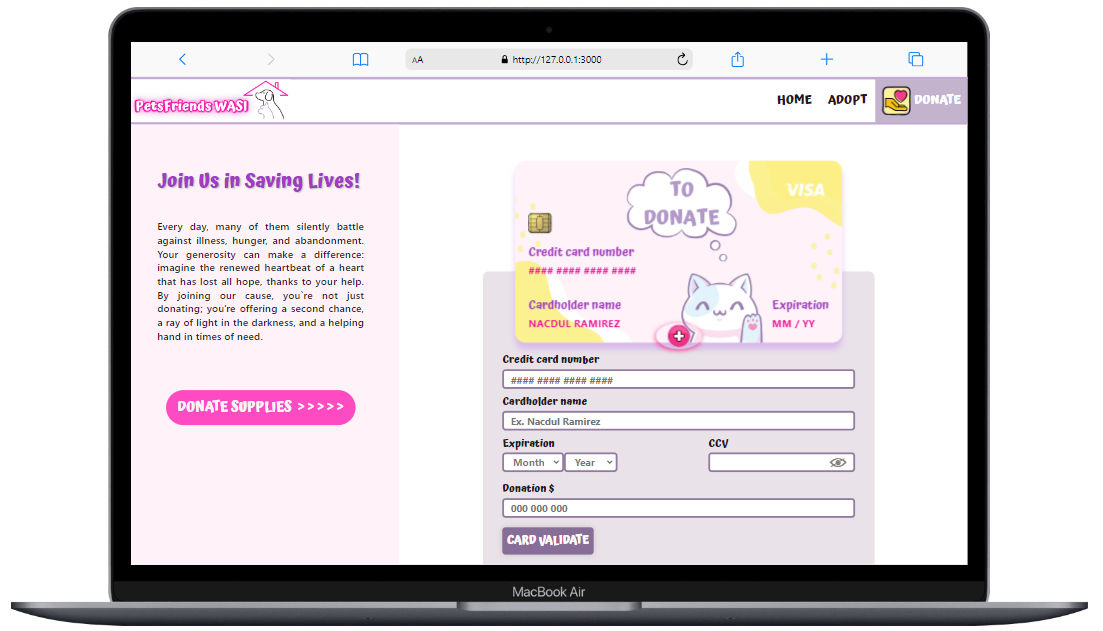 AA http://127.0.0.1:3000
PetsFriends WASI HOME ADOPT DONATE
Join Us in Saving Lives!
Every day, many of them silently battle
against illness, hunger, and abandonment.
Your generosity can make a difference:
imagine the renewed heartbeat of a heart
that has lost all hope, thanks to your help.
By joining our cause, you`re not just
donating; you're offering a second chance,
a ray of light in the darkness, and a helping
hand in times of need.
DONATE SUPPLIES >>>>>
TO
DONATE
VISA
Credit card number
#### #### #### ####
Cardholder name
NACDUL RAMIREZ
Expiration
MM / YY
Credit card number
#### #### #### ####
Cardholder name
Ex. Nacdul Ramirez
Expiration CCV
Month Year
Donation $
000 000 000
CARD VALIDATE
MacBook Air